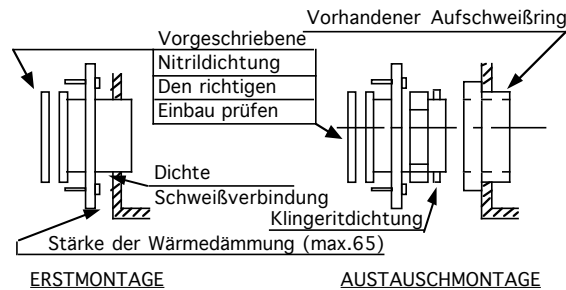 Vorhandener Aufschweißring
Vorgeschriebene
Nitrildichtung
Den richtigen
Einbau prüfen
Dichte
Schweißverbindung
Klingeritdichtung
Stärke der Wärmedämmung (max.65)
ERSTMONTAGE
AUSTAUSCHMONTAGE